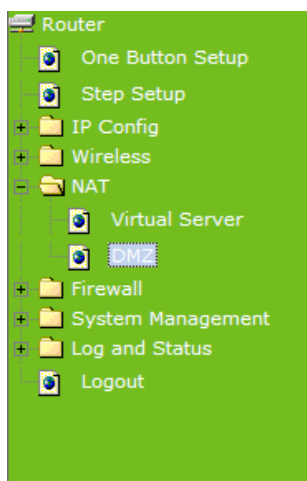 Router
One Button Setup
Step Setup
IP Config
Wireless
NAT
Virtual Server
DMZ
Firewall
System Management
Log and Status
Logout